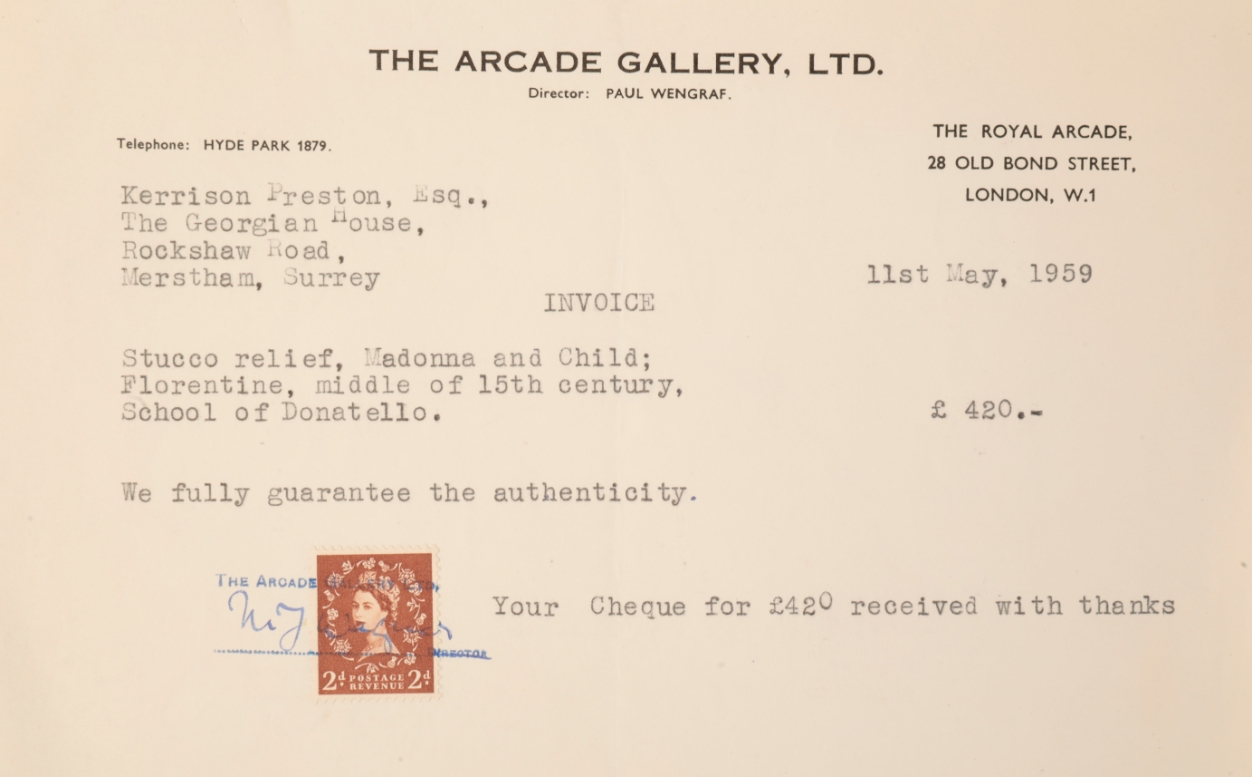 THE ARCADE GALLERY, LTD.
Director: PAUL WENGRAF.
Telephone: HYDE PARK 1879.
THE ROYAL ARCADE,
28 OLD BOND STREET,
LONDON, W.1
Kerrison Preston, Esq.,
The Georgian House,
Rockshaw Road,
Merstham, Surrey
11st May, 1959
INVOICE
Stucco relief, Madonna and Child;
Florentine, middle of 15th century,
School of Donatello.
£ 420.-
We fully guarantee the authenticity.
THE ARCADE GALLERY LTD,
DIRECTOR
2d POSTAGE REVENUE 2d
Your Cheque for £420 received with thanks